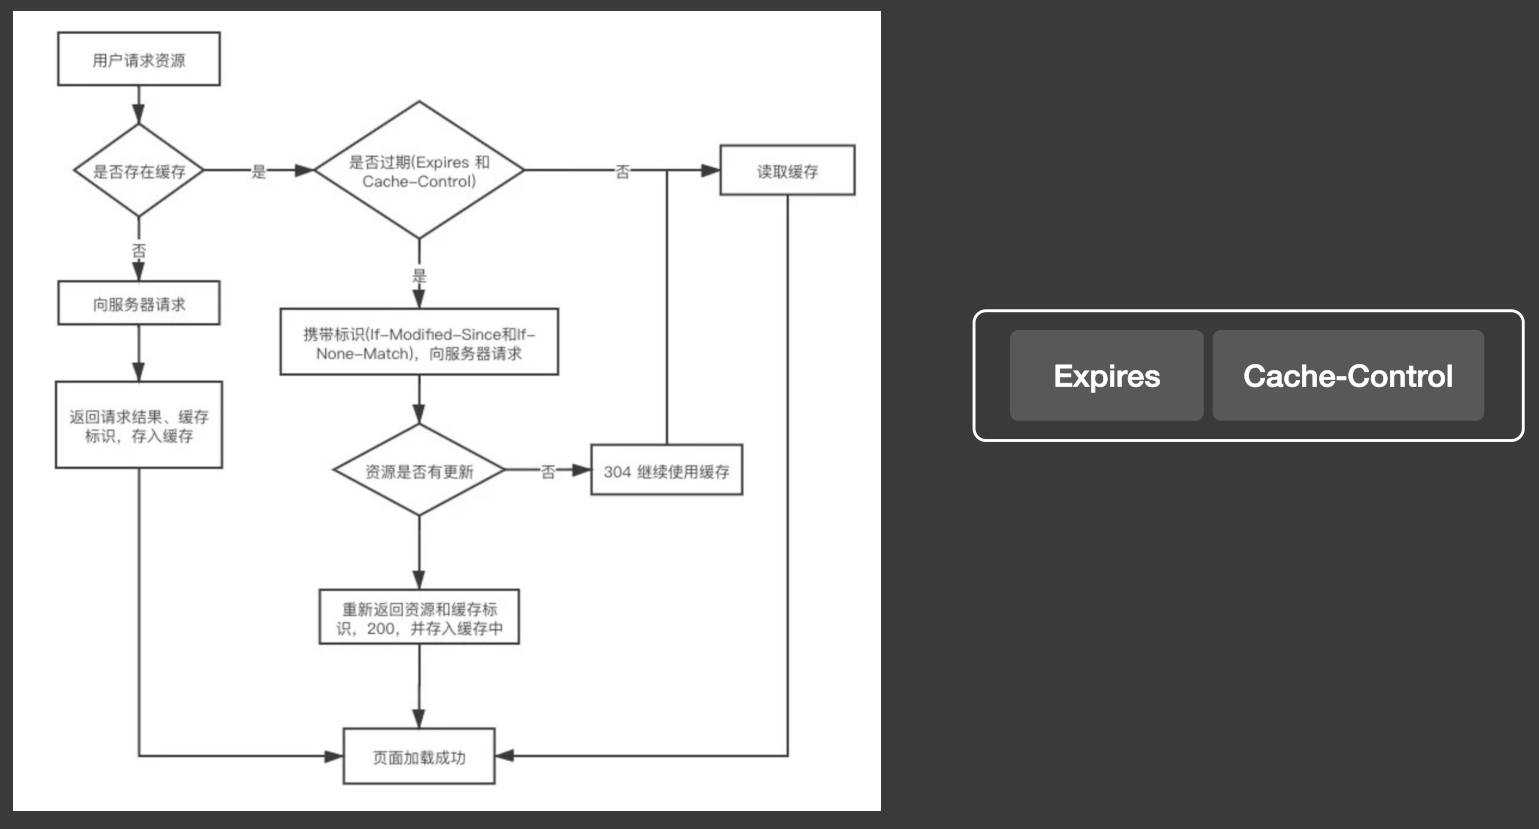 用户请求资源
是否存在缓存
是
是否过期(Expires 和
Cache-Control)
否
读取缓存
否
是
向服务器请求
携带标识(If-Modified-Since和If-
None-Match)，向服务器请求
返回请求结果、缓存
标识，存入缓存
资源是否有更新
否
304 继续使用缓存
重新返回资源和缓存标
识，200，并存入缓存中
页面加载成功
Expires
Cache-Control